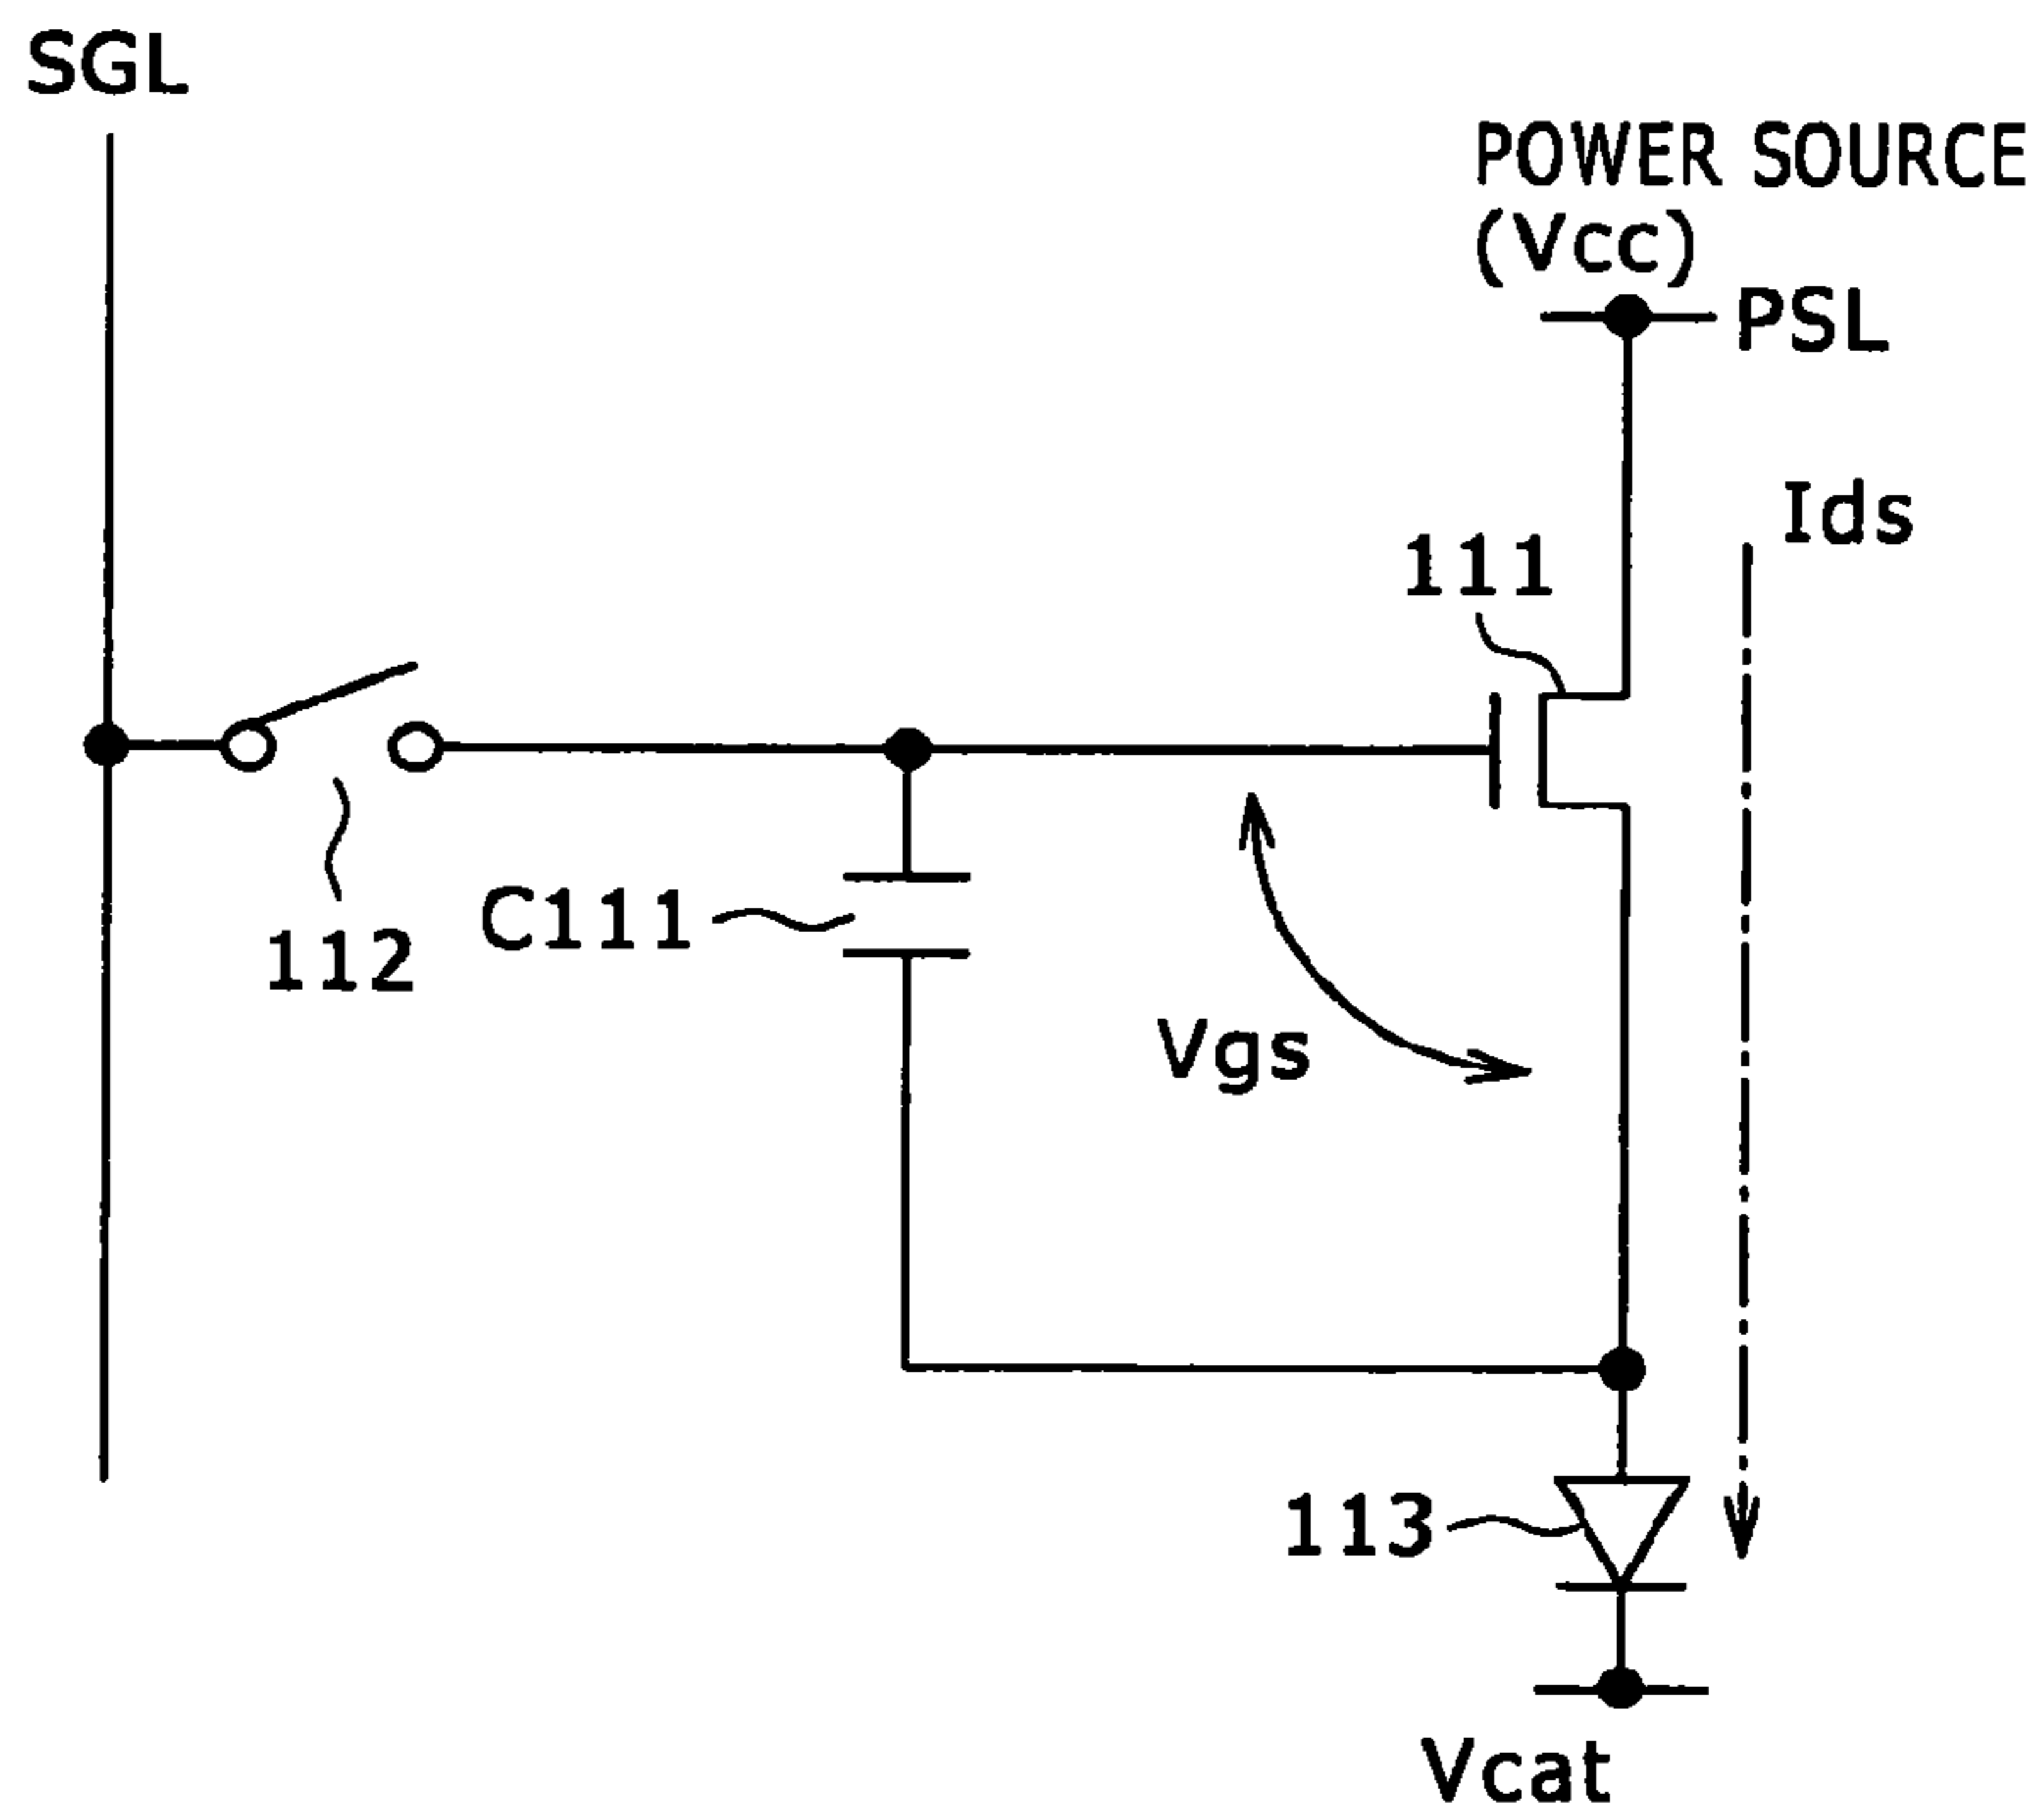 SGL
POWER SOURCE
(Vcc)
PSL
Ids
111
112
C111
Vgs
113
Vcat